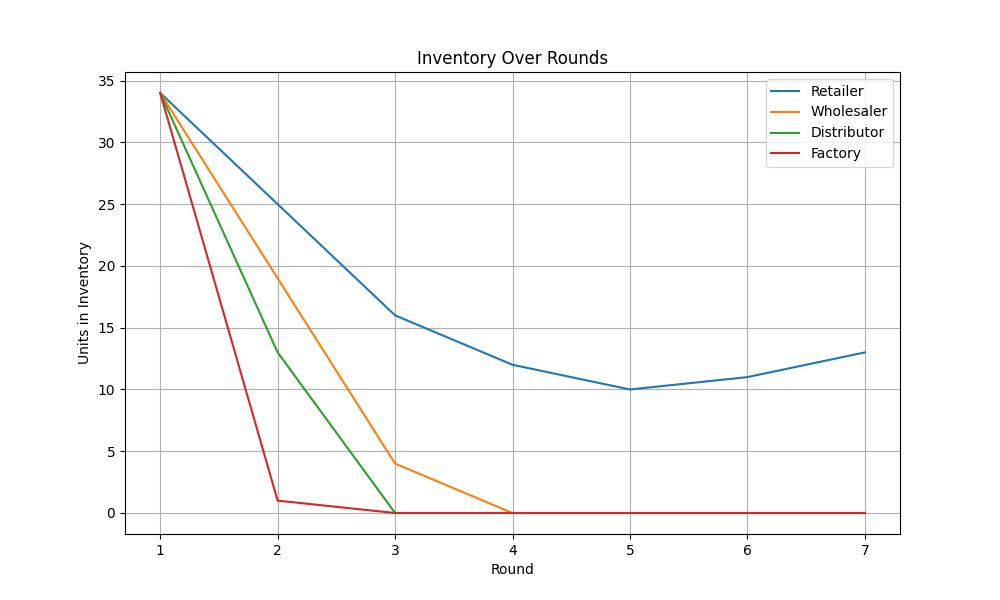 Inventory Over Rounds
Units in Inventory
35
30
25
20
15
10
5
0
Retailer
Wholesaler
Distributor
Factory
1 2 3 4 5 6 7
Round